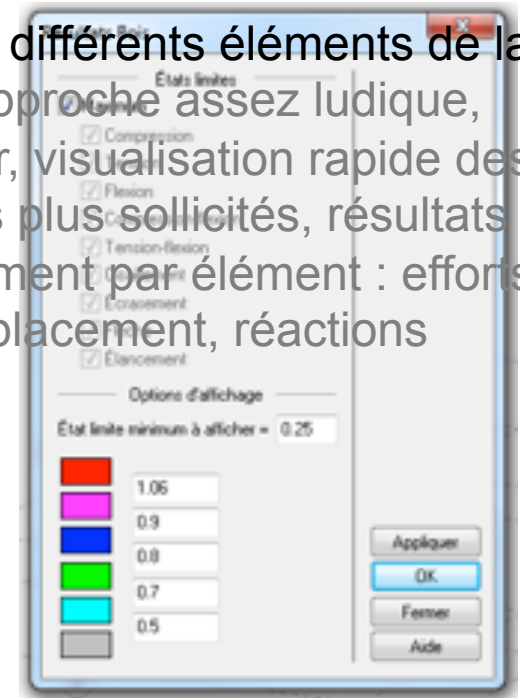 différents éléments de la
États limites
Maximum
pproche assez ludique,
Compression
r, visualisation rapide des
Flexion
s plus sollicités, résultats
Tension-flexion
ment par élément : efforts
Écrasement
placement, réactions
Élancement
Options d'affichage
État limite minimum à afficher = 0.25
1.06
0.9
0.8
0.7
0.5
Appliquer
OK
Fermer
Aide